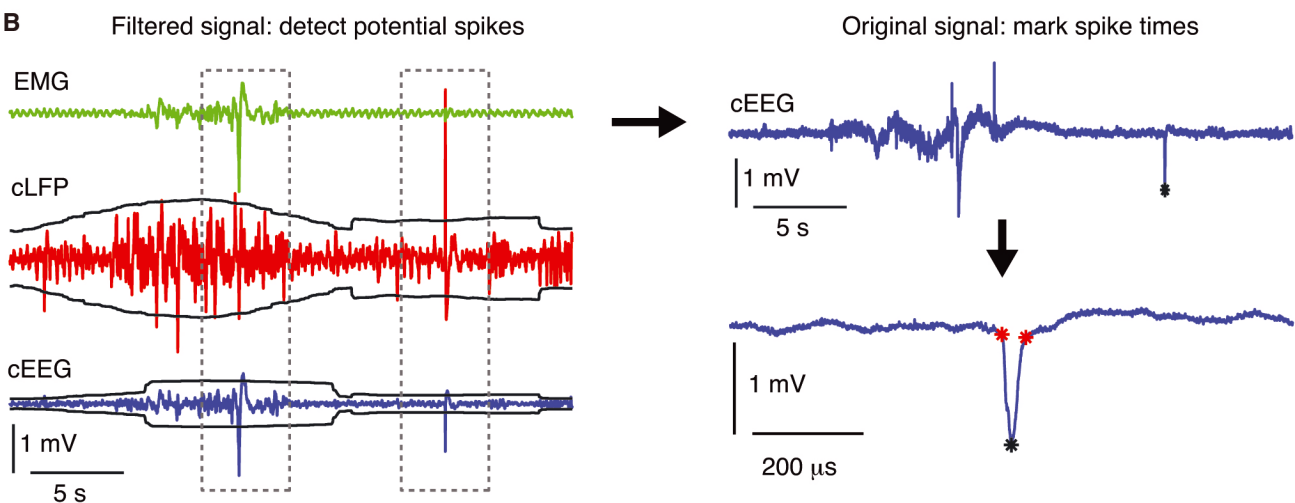 B
Filtered signal: detect potential spikes
EMG
cLFP
cEEG
1 mV
5 s
Original signal: mark spike times
cEEG
1 mV
5 s
1 mV
200 μs